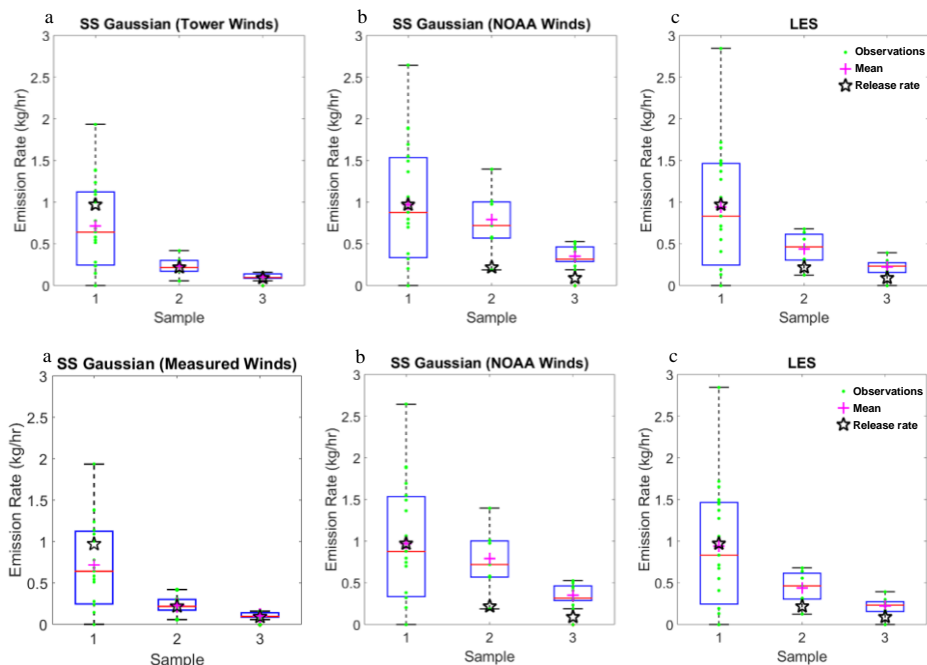 a
SS Gaussian (Tower Winds)
3
2.5
2
1.5
1
0.5
0
Emission Rate (kg/hr)
1 2 3
Sample
b
SS Gaussian (NOAA Winds)
3
2.5
2
1.5
1
0.5
0
Emission Rate (kg/hr)
1 2 3
Sample
c
LES
3
2.5
2
1.5
1
0.5
0
Emission Rate (kg/hr)
Observations
Mean
Release rate
1 2 3
Sample
a
SS Gaussian (Measured Winds)
3
2.5
2
1.5
1
0.5
0
Emission Rate (kg/hr)
1 2 3
Sample
b
SS Gaussian (NOAA Winds)
3
2.5
2
1.5
1
0.5
0
Emission Rate (kg/hr)
1 2 3
Sample
c
LES
3
2.5
2
1.5
1
0.5
0
Emission Rate (kg/hr)
Observations
Mean
Release rate
1 2 3
Sample